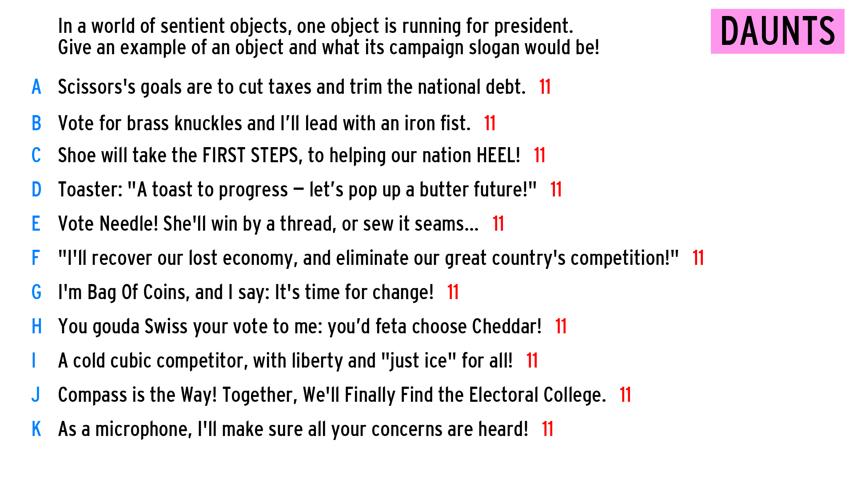 In a world of sentient objects, one object is running for president.
Give an example of an object and what its campaign slogan would be!
DAUNTS
A Scissors's goals are to cut taxes and trim the national debt. 11
B Vote for brass knuckles and I’ll lead with an iron fist. 11
C Shoe will take the FIRST STEPS, to helping our nation HEEL! 11
D Toaster: "A toast to progress – let’s pop up a butter future!" 11
E Vote Needle! She'll win by a thread, or sew it seams... 11
F "I'll recover our lost economy, and eliminate our great country's competition!" 11
G I'm Bag Of Coins, and I say: It's time for change! 11
H You gouda Swiss your vote to me: you’d feta choose Cheddar! 11
I A cold cubic competitor, with liberty and "just ice" for all! 11
J Compass is the Way! Together, We'll Finally Find the Electoral College. 11
K As a microphone, I'll make sure all your concerns are heard! 11